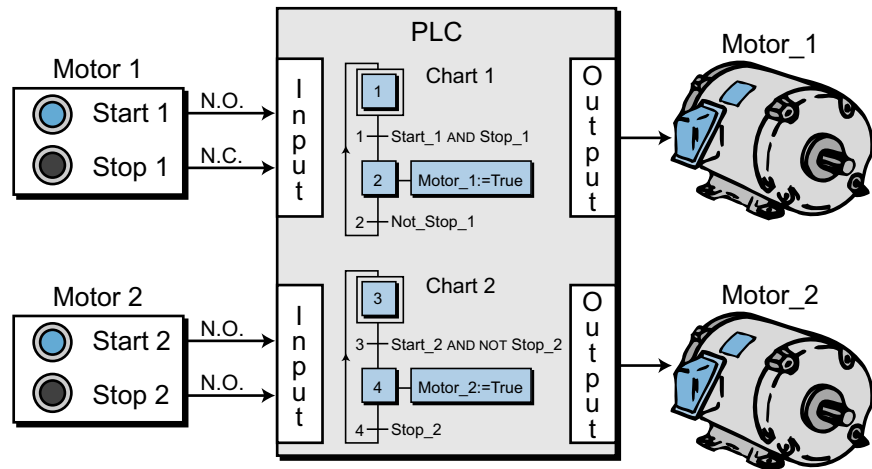 PLC
Motor 1
Start 1
Stop 1
N.O.
N.C.
Input
Chart 1
1
1 Start_1 AND Stop_1
2 Motor_1:=True
2 Not_Stop_1
Output
Motor_1
Motor 2
Start 2
Stop 2
N.O.
N.O.
Input
Chart 2
3
3 Start_2 AND NOT Stop_2
4 Motor_2:=True
4 Stop_2
Output
Motor_2